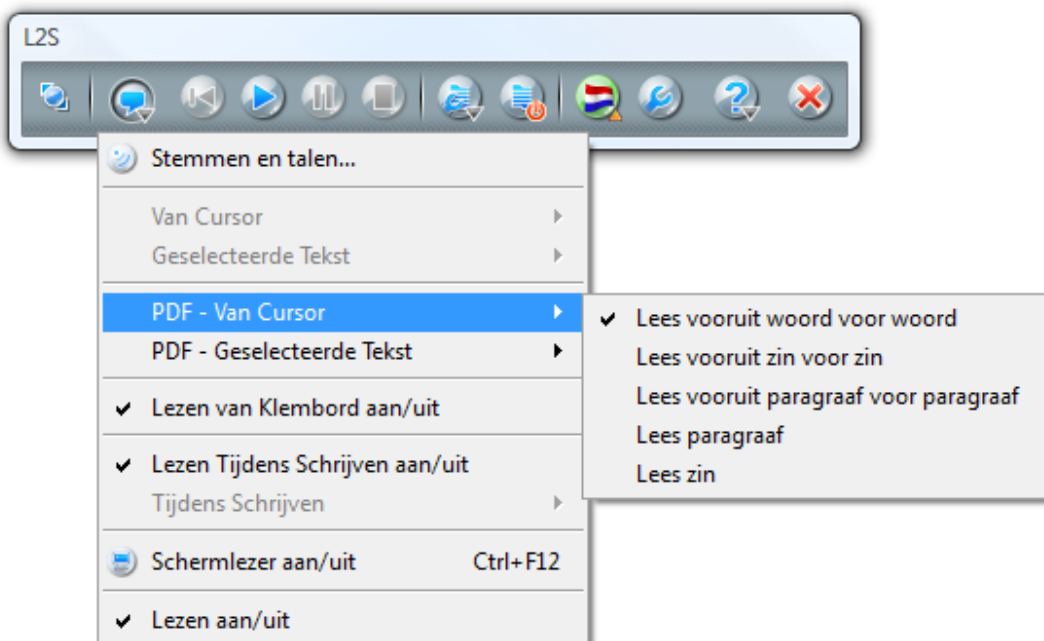 L2S
Stemmen en talen...
Van Cursor
Geselecteerde Tekst
PDF - Van Cursor
PDF - Geselecteerde Tekst
Lezen van Klembord aan/uit
Lezen Tijdens Schrijven aan/uit
Tijdens Schrijven
Schermlezer aan/uit Ctrl+F12
Lezen aan/uit
Lees vooruit woord voor woord
Lees vooruit zin voor zin
Lees vooruit paragraaf voor paragraaf
Lees paragraaf
Lees zin